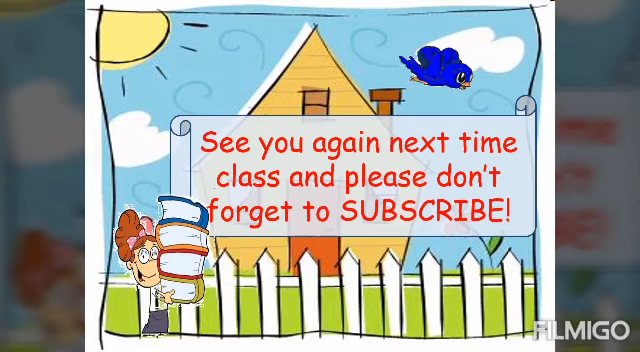 See you again next time
class and please don't
forget to SUBSCRIBE!
FILMIGO